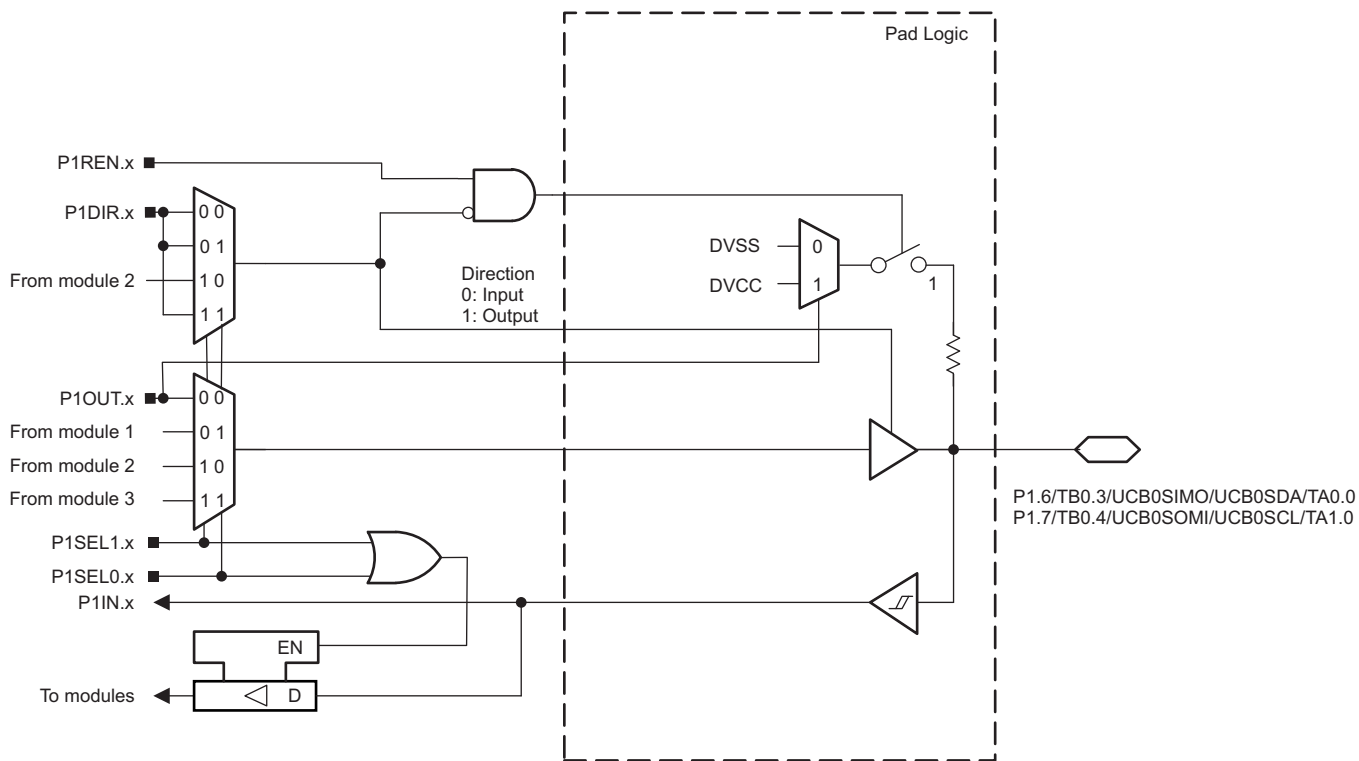 Pad Logic
P1REN.x
P1DIR.x
0 0
0 1
From module 2
1 0
1 1
Direction
0: Input
1: Output
DVSS
0
DVCC
1
1
P1OUT.x
0 0
From module 1
0 1
From module 2
1 0
From module 3
1 1
P1.6/TB0.3/UCB0SIMO/UCB0SDA/TA0.0
P1.7/TB0.4/UCB0SOMI/UCB0SCL/TA1.0
P1SEL1.x
P1SEL0.x
P1IN.x
EN
To modules
D